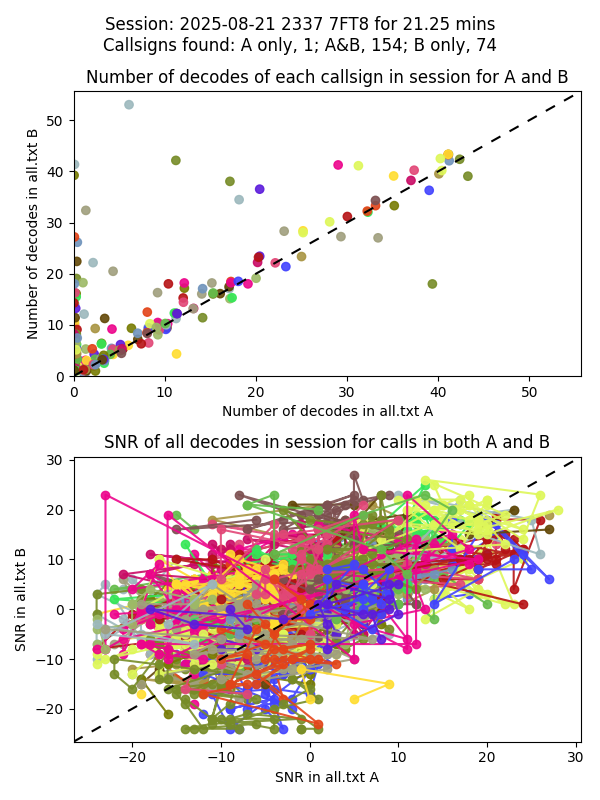 Session: 2025-08-21 2337 7FT8 for 21.25 mins
Callsigns found: A only, 1; A&B, 154; B only, 74
Number of decodes of each callsign in session for A and B
50
40
30
20
10
0
Number of decodes in all.txt B
0 10 20 30 40 50
Number of decodes in all.txt A
SNR of all decodes in session for calls in both A and B
30
20
10
0
−10
−20
SNR in all.txt B
−20 −10 0 10 20 30
SNR in all.txt A